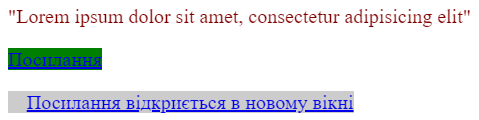 "Lorem ipsum dolor sit amet, consectetur adipisicing elit"
Посилання
Посилання відкриється в новому вікні